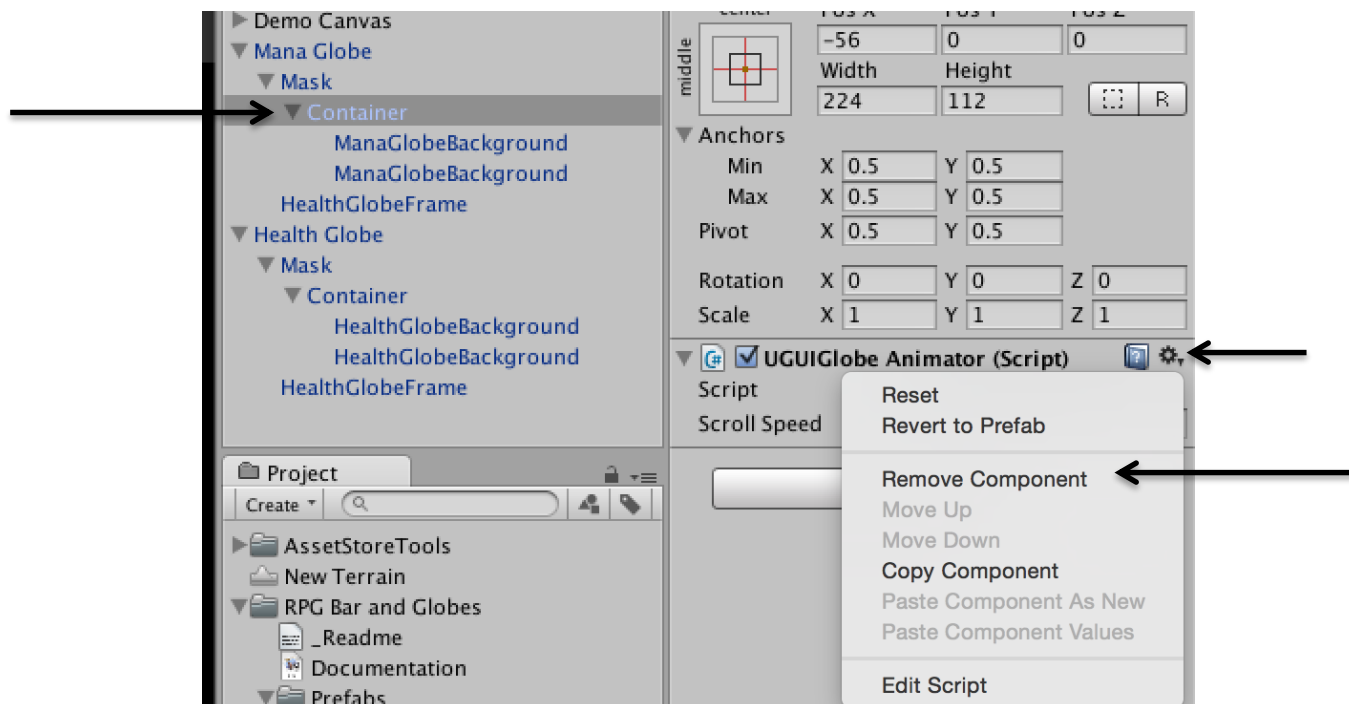 Demo Canvas
Mana Globe
Mask
Container
ManaGlobeBackground
ManaGlobeBackground
HealthGlobeFrame
Health Globe
Mask
Container
HealthGlobeBackground
HealthGlobeBackground
HealthGlobeFrame
Project
Create
AssetStoreTools
New Terrain
RPG Bar and Globes
_Readme
Documentation
Prefabs
center Pos X Pos Y Pos Z
middle
-56 0 0
Width Height
224 112 R
Anchors
Min X 0.5 Y 0.5
Max X 0.5 Y 0.5
Pivot X 0.5 Y 0.5
Rotation X 0 Y 0 Z 0
Scale X 1 Y 1 Z 1
C# UGUIGlobe Animator (Script) ?
Script
Scroll Speed
Reset
Revert to Prefab
Remove Component
Move Up
Move Down
Copy Component
Paste Component As New
Paste Component Values
Edit Script